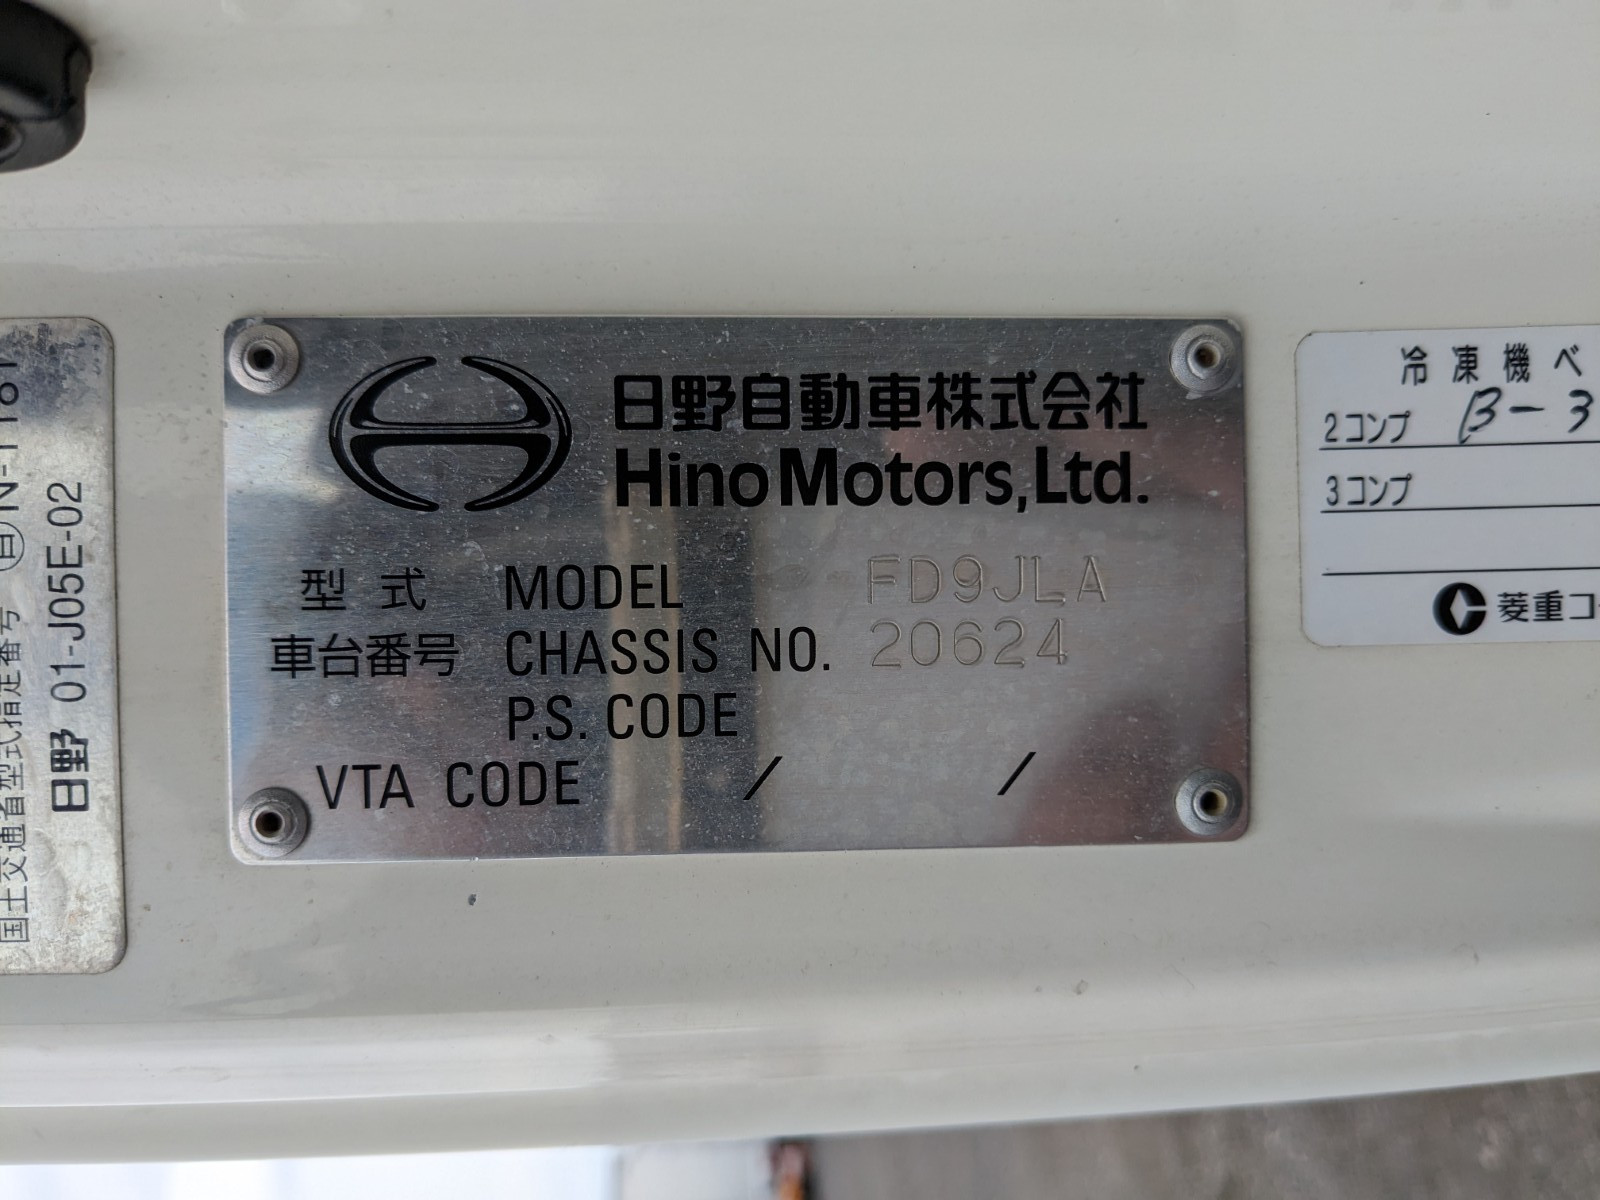 国土交通省型式指定番号 自N-1181
日野 01-J05E-02
日野自動車株式会社
Hino Motors, Ltd.
型式 MODEL FD9JLA
車台番号 CHASSIS NO. 20624
P.S. CODE
VTA CODE / /
冷凍機ベ
2コンプ B-3
3コンプ
菱重コ